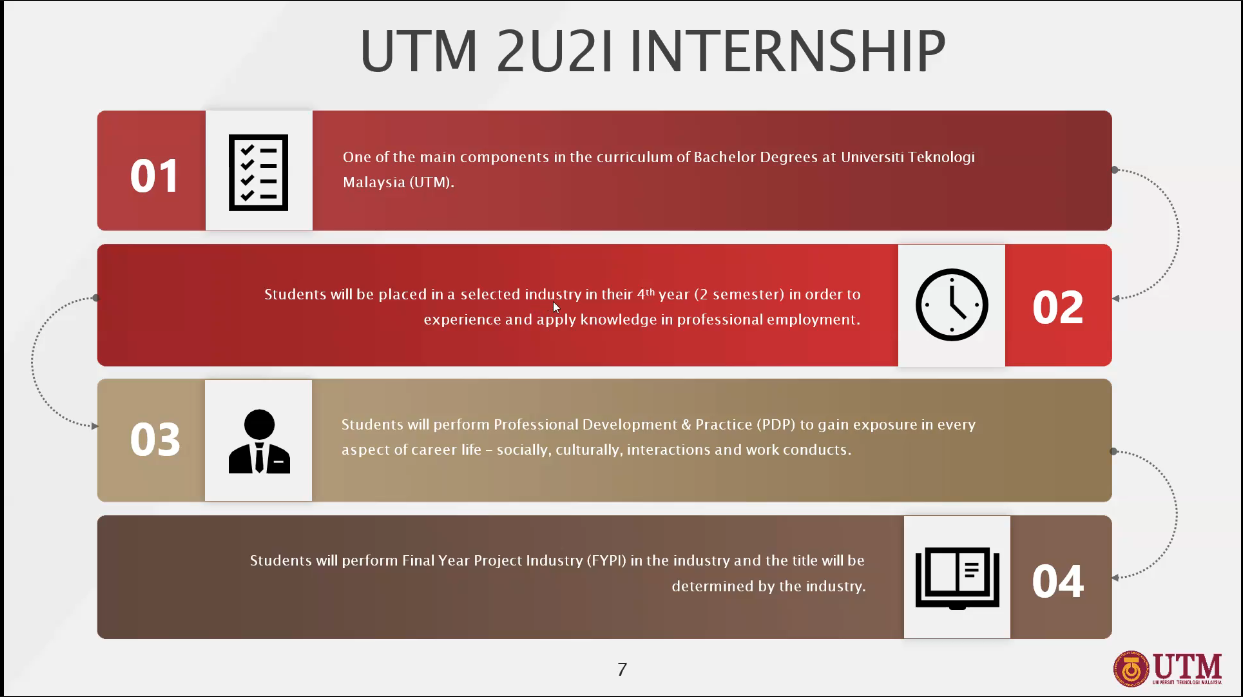 UTM 2U2I INTERNSHIP
01
One of the main components in the curriculum of Bachelor Degrees at Universiti Teknologi
Malaysia (UTM).
Students will be placed in a selected industry in their 4th year (2 semester) in order to
experience and apply knowledge in professional employment.
02
03
Students will perform Professional Development & Practice (PDP) to gain exposure in every
aspect of career life – socially, culturally, interactions and work conducts.
Students will perform Final Year Project Industry (FYPI) in the industry and the title will be
determined by the industry.
04
7
UTM
UNIVERSITI TEKNOLOGI MALAYSIA